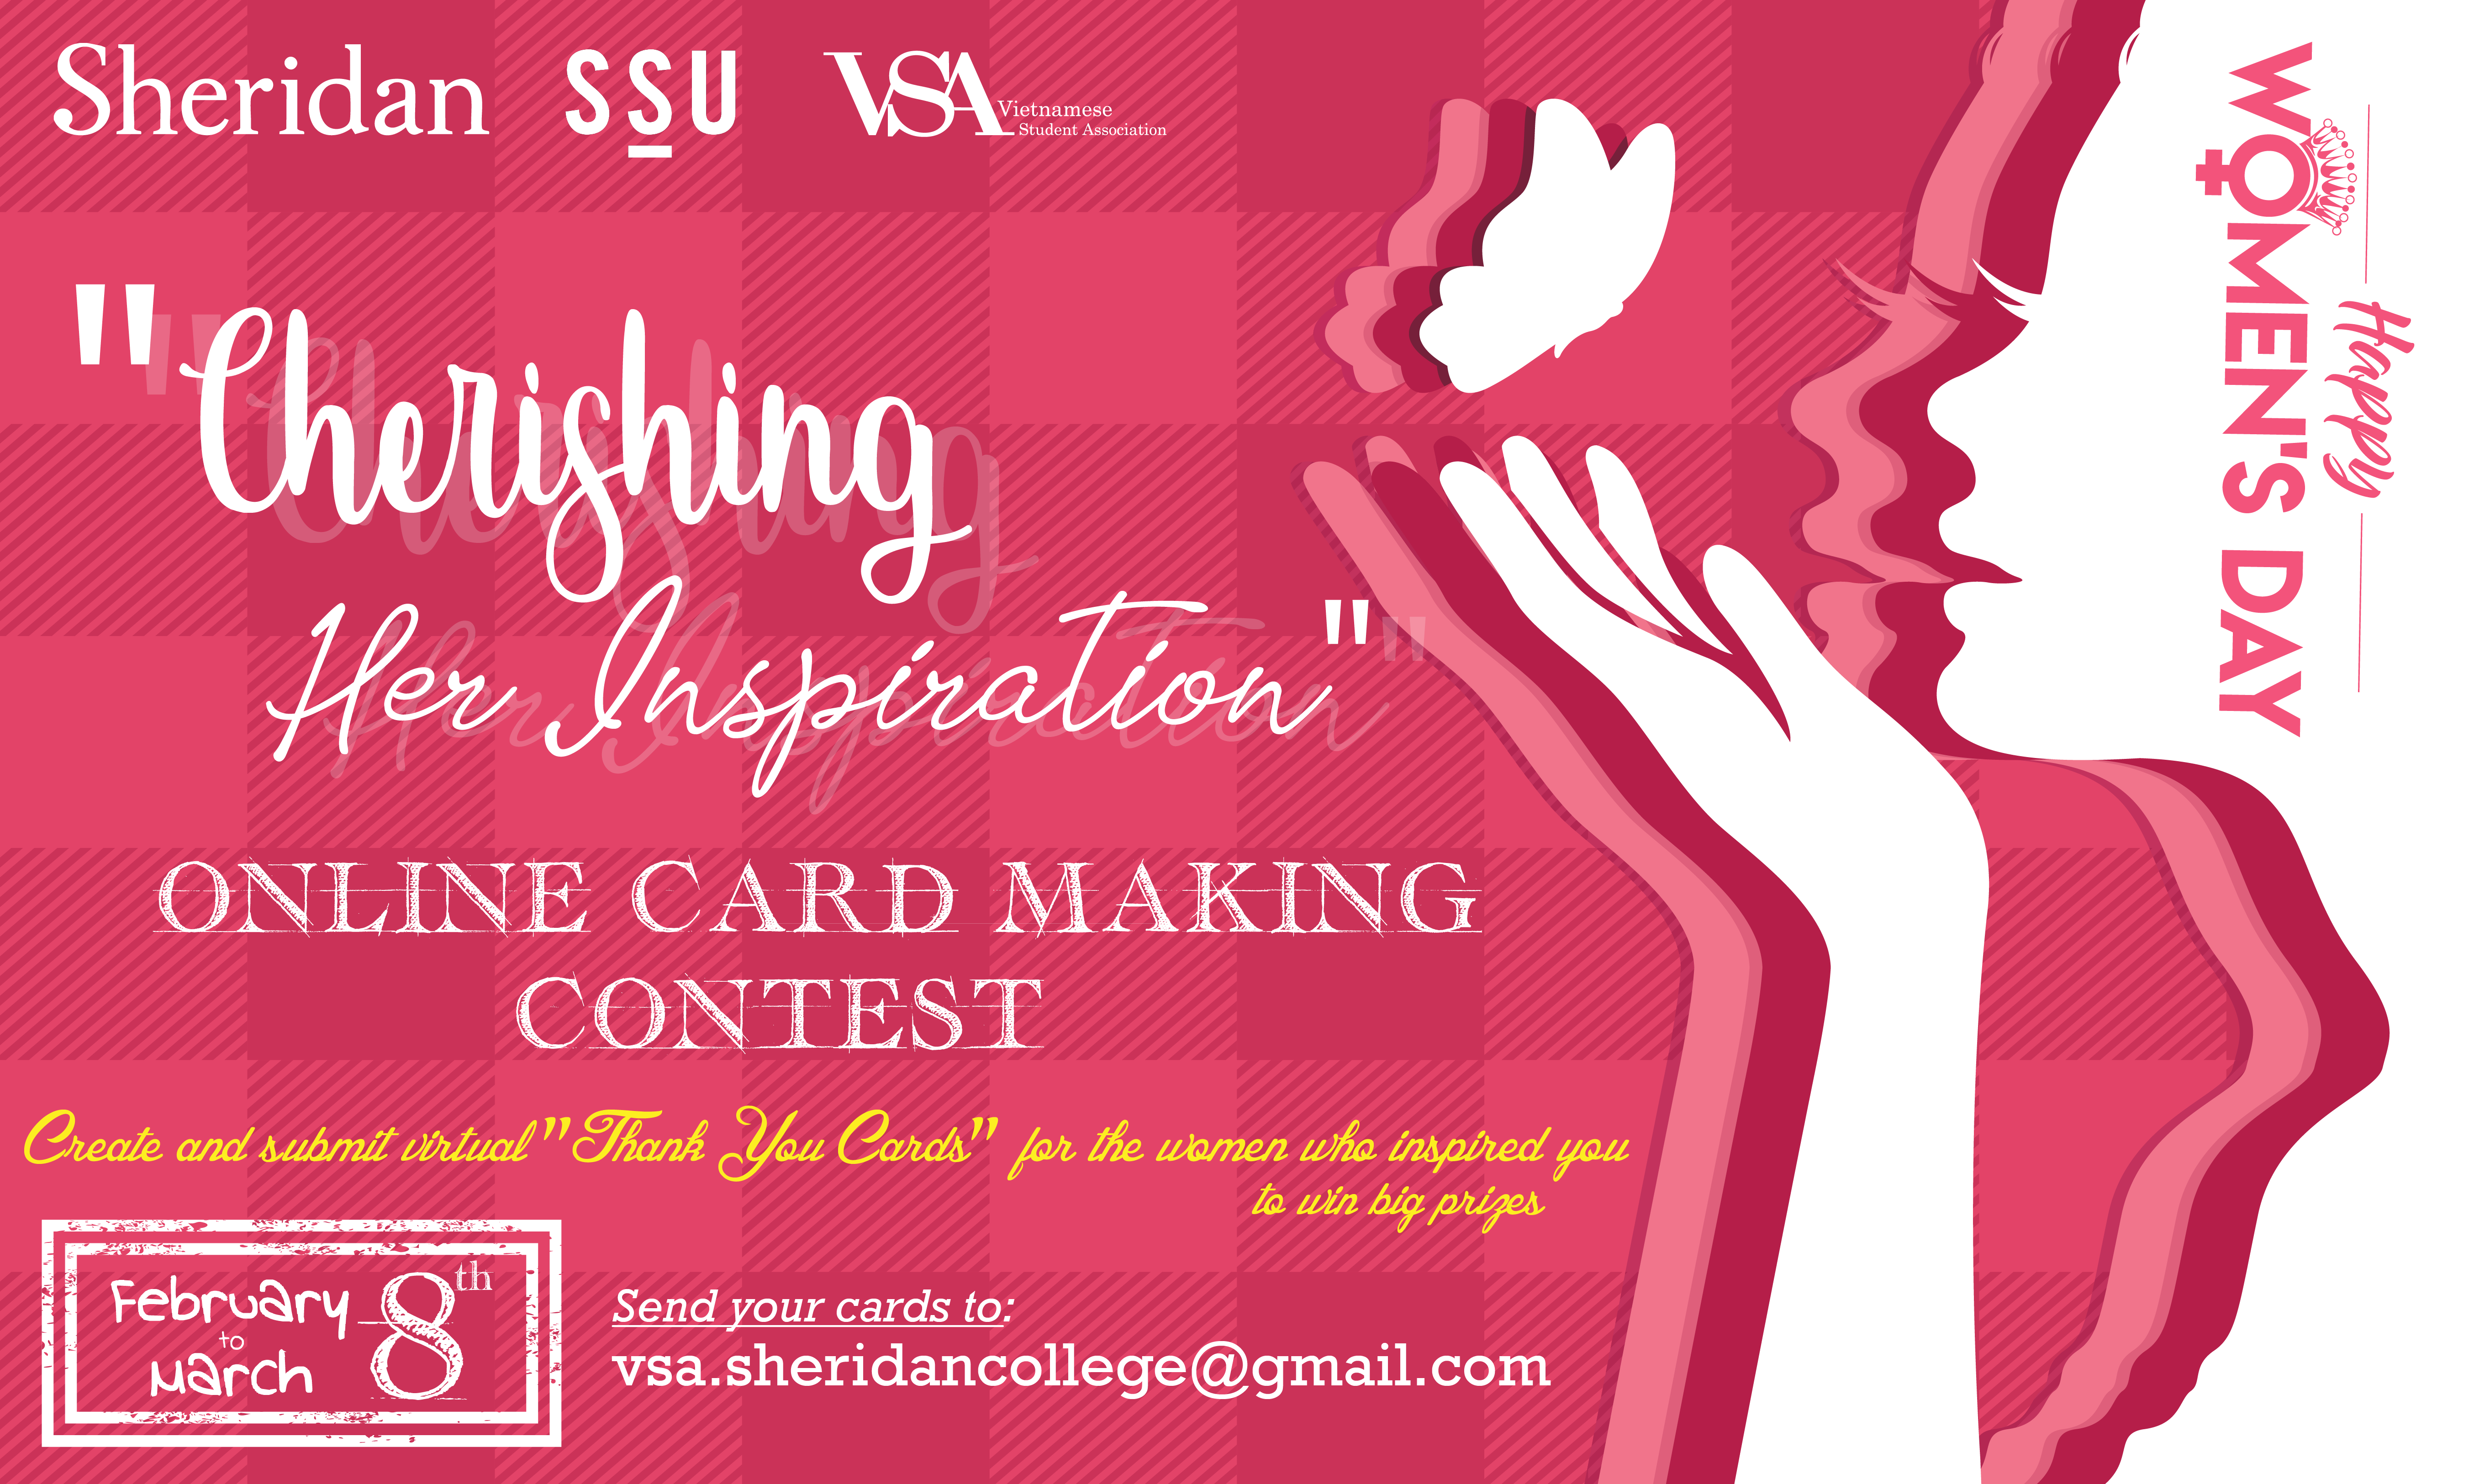 Sheridan SSU VSA Vietnamese
Student Association
"Cherishing
Her Inspiration"
ONLINE CARD MAKING
CONTEST
Create and submit virtual "Thank You Cards" for the women who inspired you
to win big prizes
February to March 8th
Send your cards to:
vsa.sheridancollege@gmail.com
Happy
WOMEN'S DAY